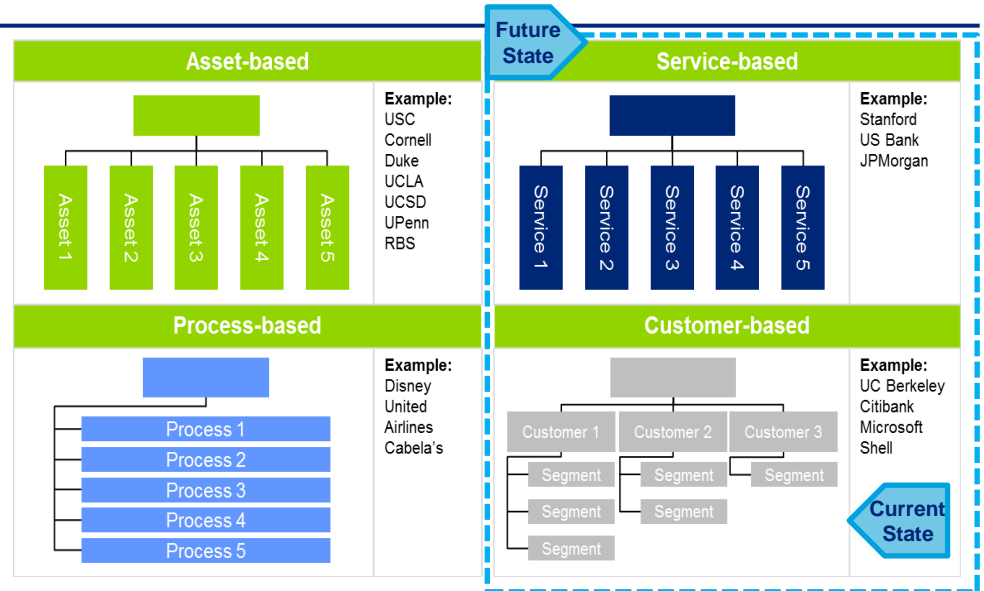 Future
State
Asset-based
Service-based
Asset 1
Asset 2
Asset 3
Asset 4
Asset 5
Example:
USC
Cornell
Duke
UCLA
UCSD
UPenn
RBS
Service 1
Service 2
Service 3
Service 4
Service 5
Example:
Stanford
US Bank
JPMorgan
Process-based
Customer-based
Process 1
Process 2
Process 3
Process 4
Process 5
Example:
Disney
United
Airlines
Cabela's
Customer 1
Customer 2
Customer 3
Segment
Segment
Segment
Segment
Segment
Segment
Example:
UC Berkeley
Citibank
Microsoft
Shell
Current
State